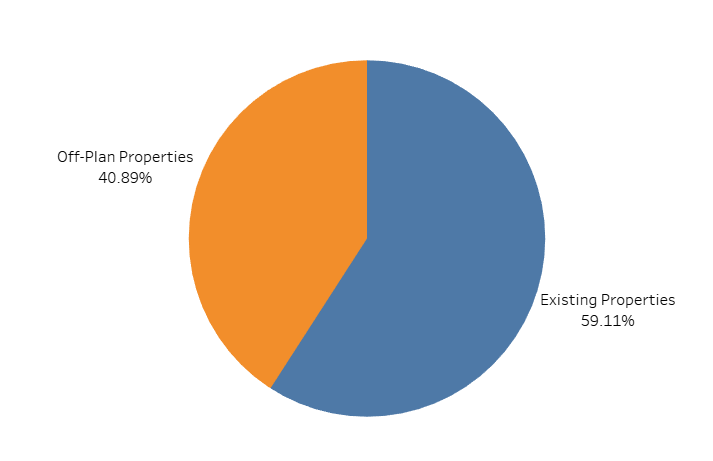 Off-Plan Properties
40.89%
Existing Properties
59.11%